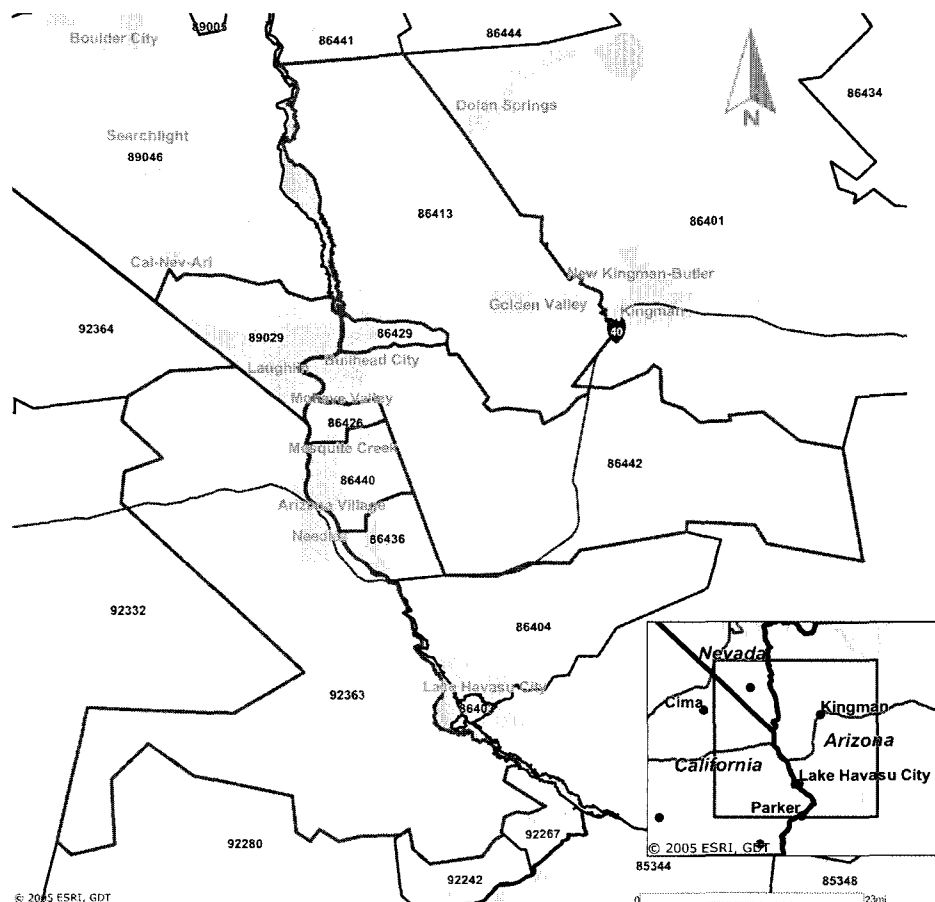 89005
Boulder City
86441
86444
Dolan Springs
86434
N
Searchlight
89046
86413
86401
Cal-Nev-Ari
New Kingman-Butler
Golden Valley
Kingman
40
92364
89029
86429
Laughlin
Bullhead City
Mohave Valley
86426
Mesquite Creek
86440
86442
Arizona Village
Needles
86436
92332
86404
92363
Lake Havasu City
8640
Nevada
Cima
Kingman
Arizona
California
Lake Havasu City
Parker
© 2005 ESRI, GDT
92280
92267
92242
85344
85348
© 2005 ESRI, GDT
0
23mi